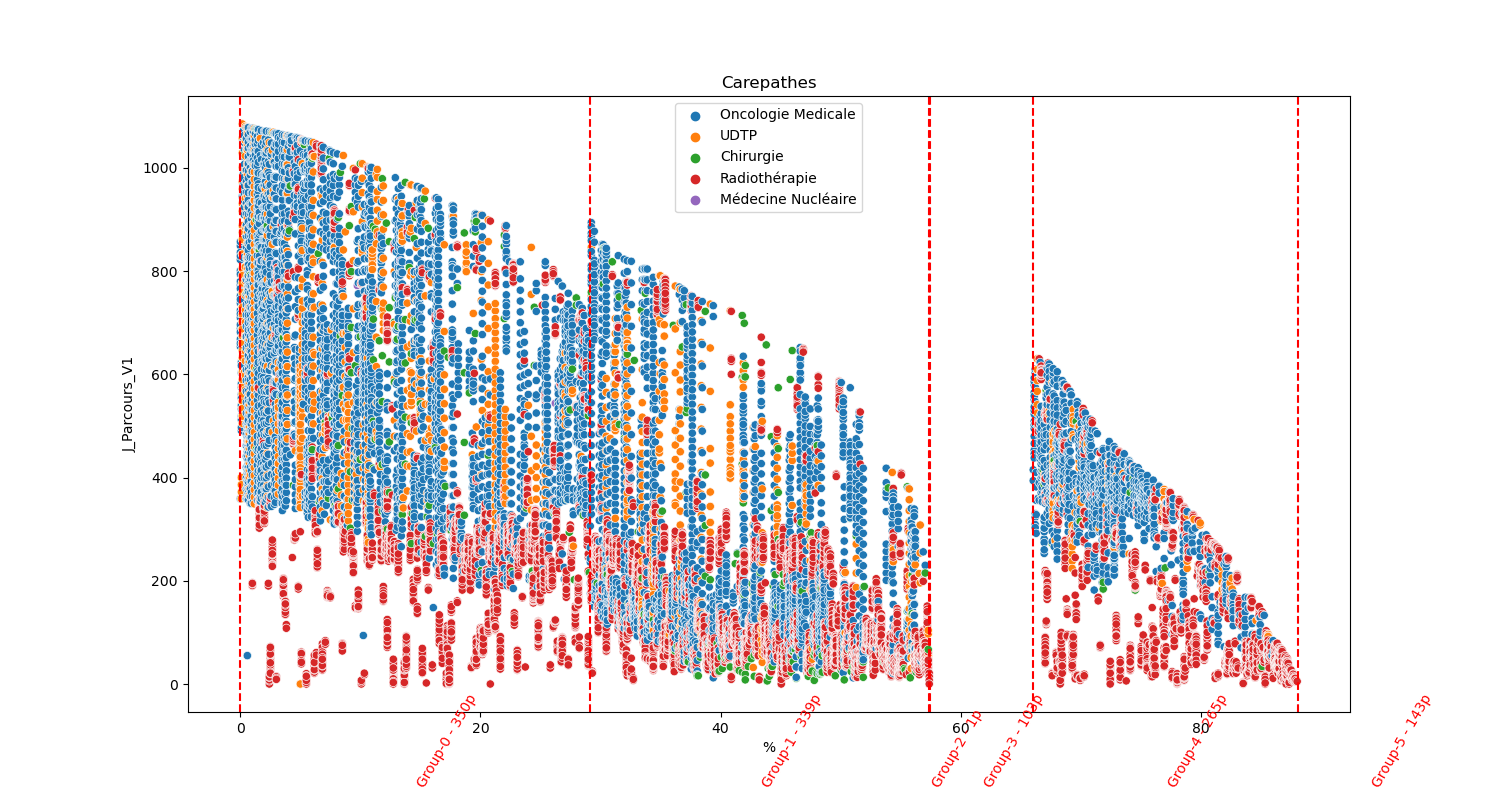 Carepathes
Oncologie Medicale
UDTP
Chirurgie
Radiothérapie
Médecine Nucléaire
J_Parcours_V1
1000
800
600
400
200
0
0
20
40
60
80
%
Group-0 - 350p
Group-1 - 339p
Group-2 - 1p
Group-3 - 103p
Group-4 - 265p
Group-5 - 143p